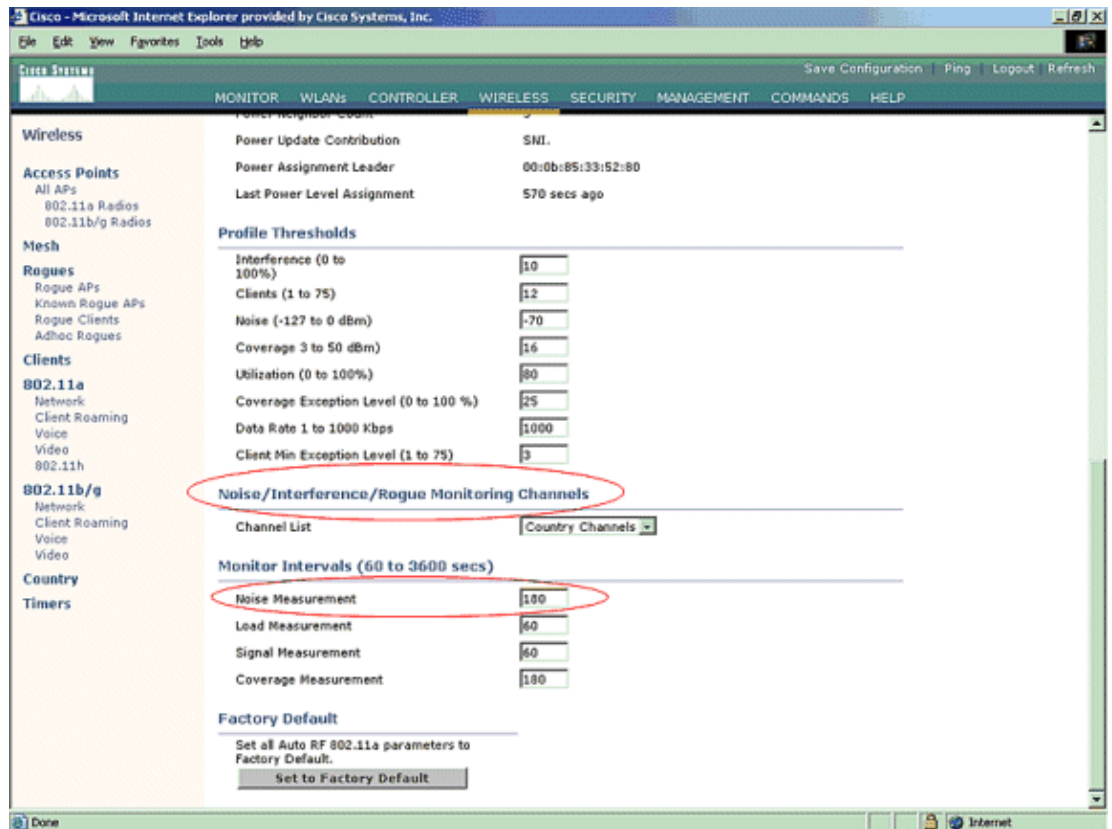 Cisco - Microsoft Internet Explorer provided by Cisco Systems, Inc.
File Edit View Favorites Tools Help
Cisco Systems
Save Configuration | Ping | Logout | Refresh
MONITOR WLANs CONTROLLER WIRELESS SECURITY MANAGEMENT COMMANDS HELP
Wireless
Access Points
All APs
802.11a Radios
802.11b/g Radios
Mesh
Rogues
Rogue APs
Known Rogue APs
Rogue Clients
Adhoc Rogues
Clients
802.11a
Network
Client Roaming
Voice
Video
802.11h
802.11b/g
Network
Client Roaming
Voice
Video
Country
Timers
Power Neighbor Count
Power Update Contribution SNI.
Power Assignment Leader 00:0b:85:33:52:80
Last Power Level Assignment 570 secs ago
Profile Thresholds
Interference (0 to
100%) 10
Clients (1 to 75) 12
Noise (-127 to 0 dBm) -70
Coverage 3 to 50 dBm) 16
Utilization (0 to 100%) 80
Coverage Exception Level (0 to 100 %) 25
Data Rate 1 to 1000 Kbps 1000
Client Min Exception Level (1 to 75) 3
Noise/Interference/Rogue Monitoring Channels
Channel List Country Channels
Monitor Intervals (60 to 3600 secs)
Noise Measurement 180
Load Measurement 60
Signal Measurement 60
Coverage Measurement 180
Factory Default
Set all Auto RF 802.11a parameters to
Factory Default.
Set to Factory Default
Done
Internet